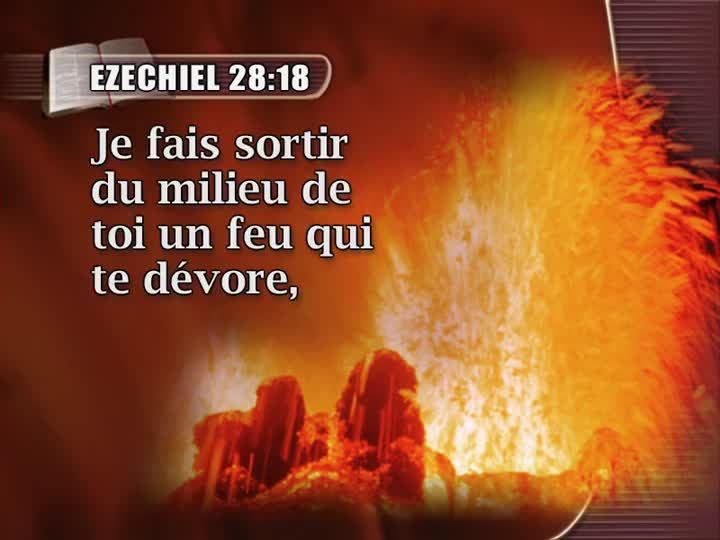 EZECHIEL 28:18
Je fais sortir
du milieu de
toi un feu qui
te dévore,